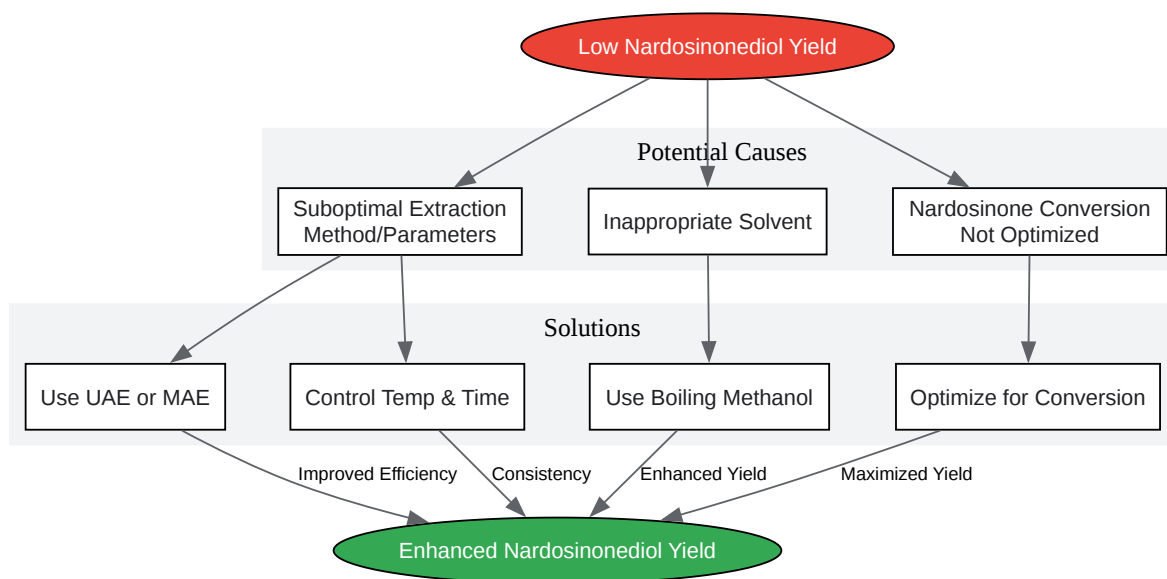 Low Nardosinonediol Yield
Potential Causes
Suboptimal Extraction
Method/Parameters
Inappropriate Solvent
Nardosinone Conversion
Not Optimized
Solutions
Use UAE or MAE
Control Temp & Time
Use Boiling Methanol
Optimize for Conversion
Improved Efficiency
Consistency
Enhanced Yield
Maximized Yield
Enhanced Nardosinonediol Yield